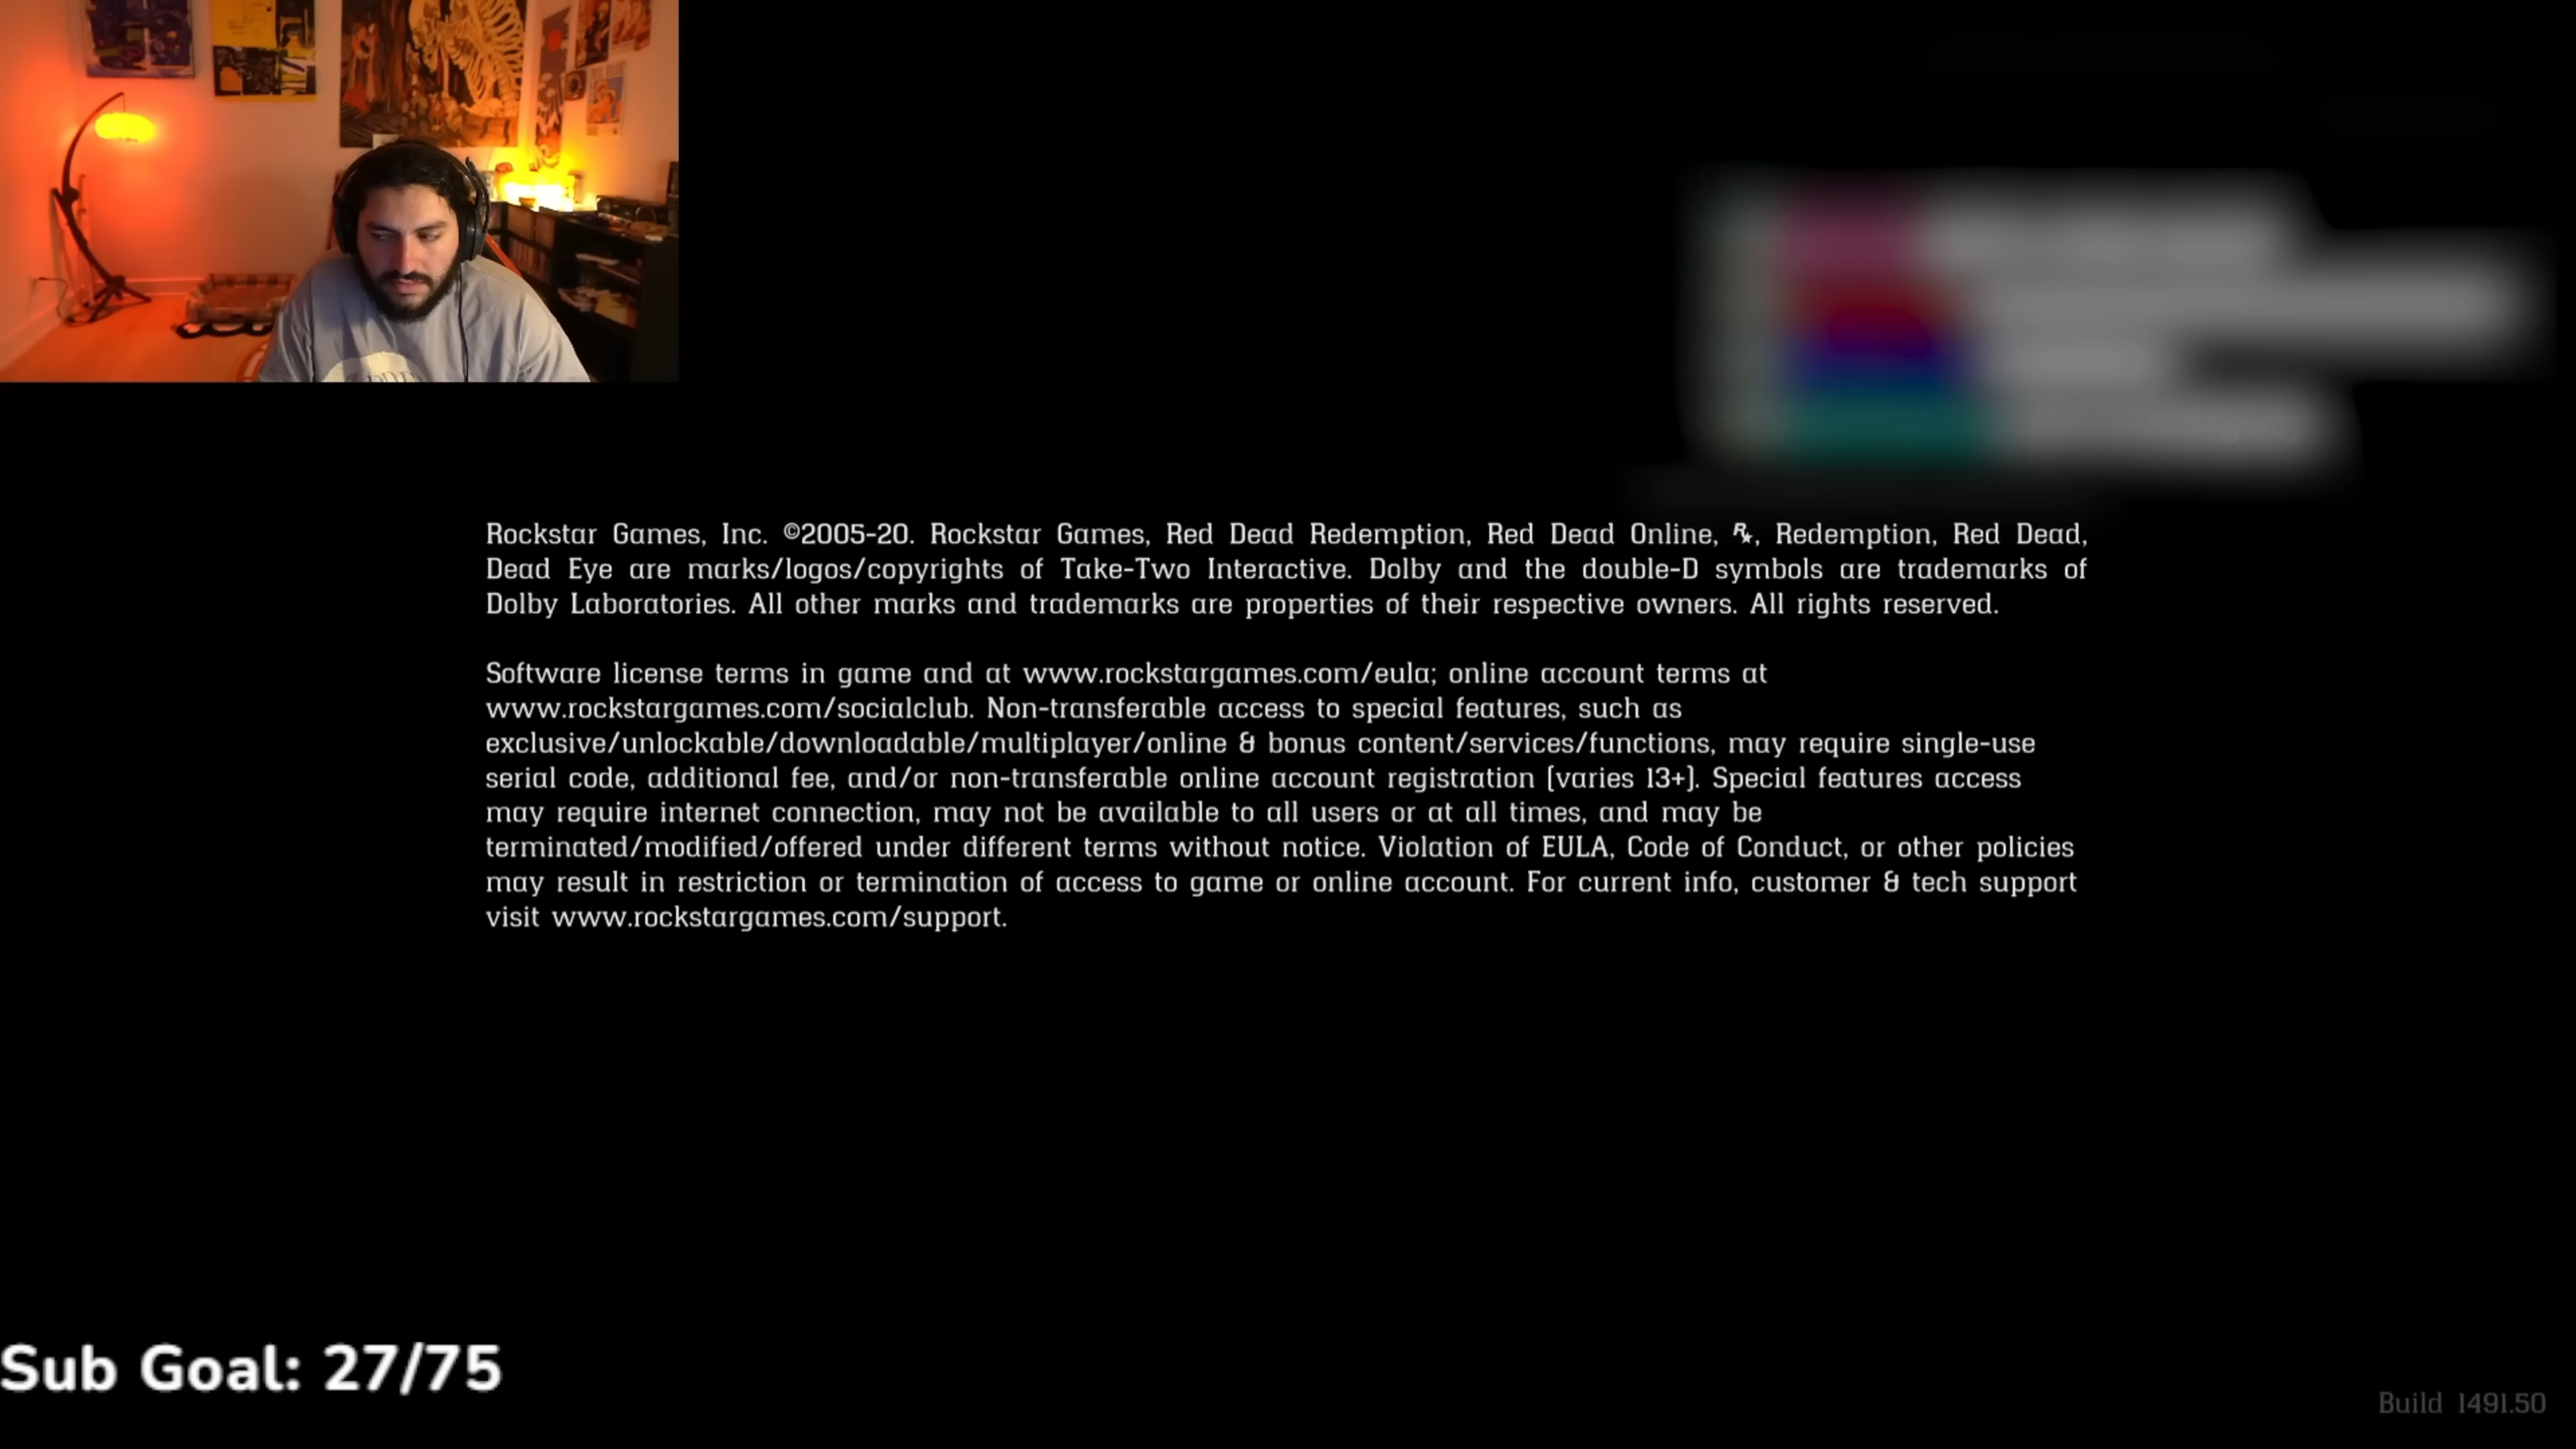 Rockstar Games, Inc. ©2005-20. Rockstar Games, Red Dead Redemption, Red Dead Online, R★, Redemption, Red Dead,
Dead Eye are marks/logos/copyrights of Take-Two Interactive. Dolby and the double-D symbols are trademarks of
Dolby Laboratories. All other marks and trademarks are properties of their respective owners. All rights reserved.
Software license terms in game and at www.rockstargames.com/eula; online account terms at
www.rockstargames.com/socialclub. Non-transferable access to special features, such as
exclusive/unlockable/downloadable/multiplayer/online & bonus content/services/functions, may require single-use
serial code, additional fee, and/or non-transferable online account registration (varies 13+). Special features access
may require internet connection, may not be available to all users or at all times, and may be
terminated/modified/offered under different terms without notice. Violation of EULA, Code of Conduct, or other policies
may result in restriction or termination of access to game or online account. For current info, customer & tech support
visit www.rockstargames.com/support.
Sub Goal: 27/75
Build 1491.50